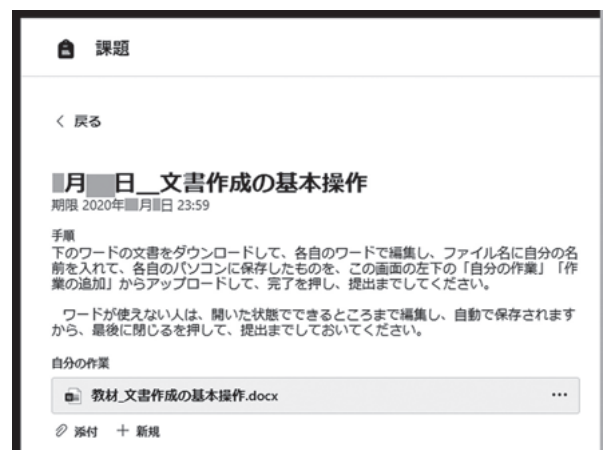 課題
戻る
月 日__文書作成の基本操作
期限 2020年 月 日 23:59
手順
下のワードの文書をダウンロードして、各自のワードで編集し、ファイル名に自分の名
前を入れて、各自のパソコンに保存したものを、この画面の左下の「自分の作業」「作
業の追加」からアップロードして、完了を押し、提出までしてください。
ワードが使えない人は、開いた状態でできるところまで編集し、自動で保存されます
から、最後に閉じるを押して、提出までしておいてください。
自分の作業
教材_文書作成の基本操作.docx
添付 + 新規